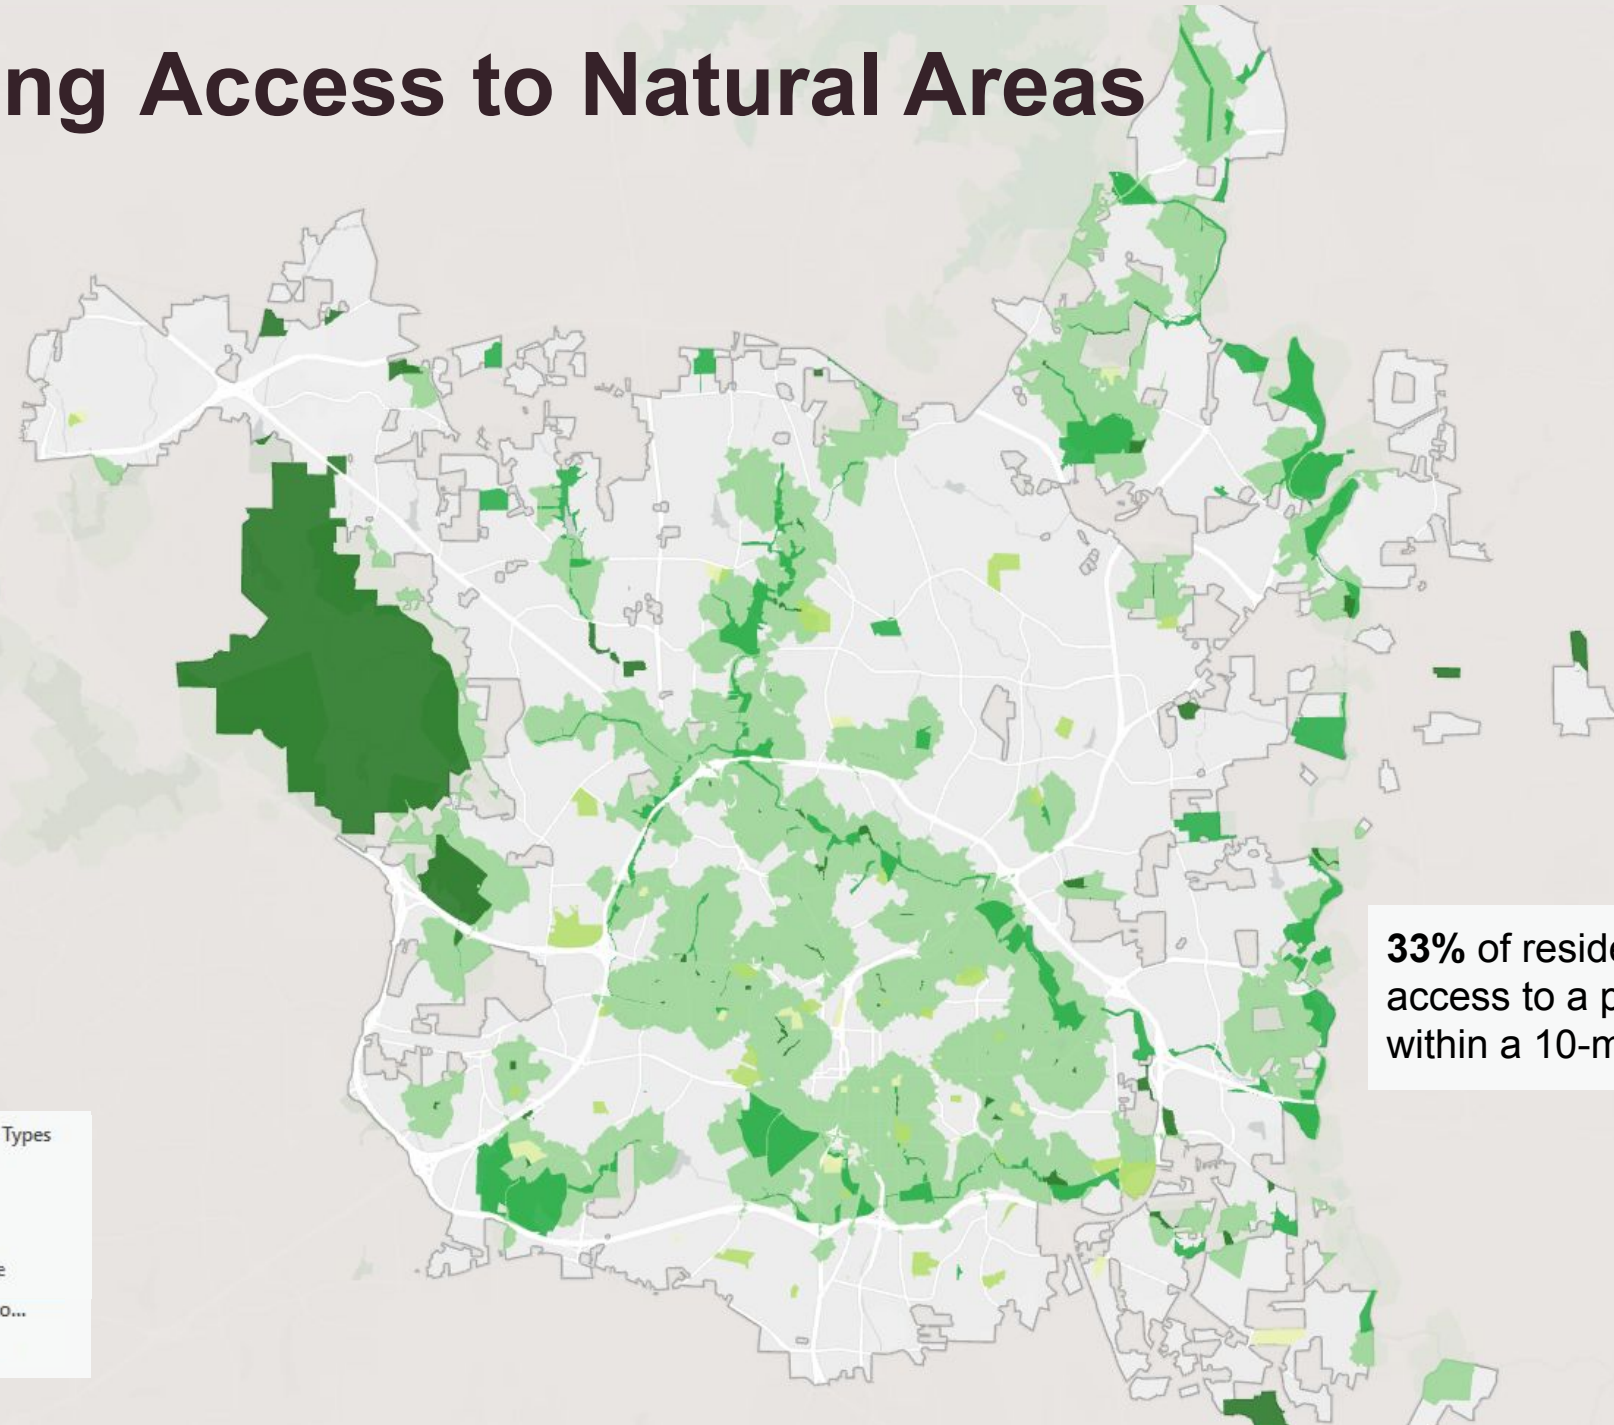 ng Access to Natural Areas
33% of reside
access to a p
within a 10-m
Types
e
o...